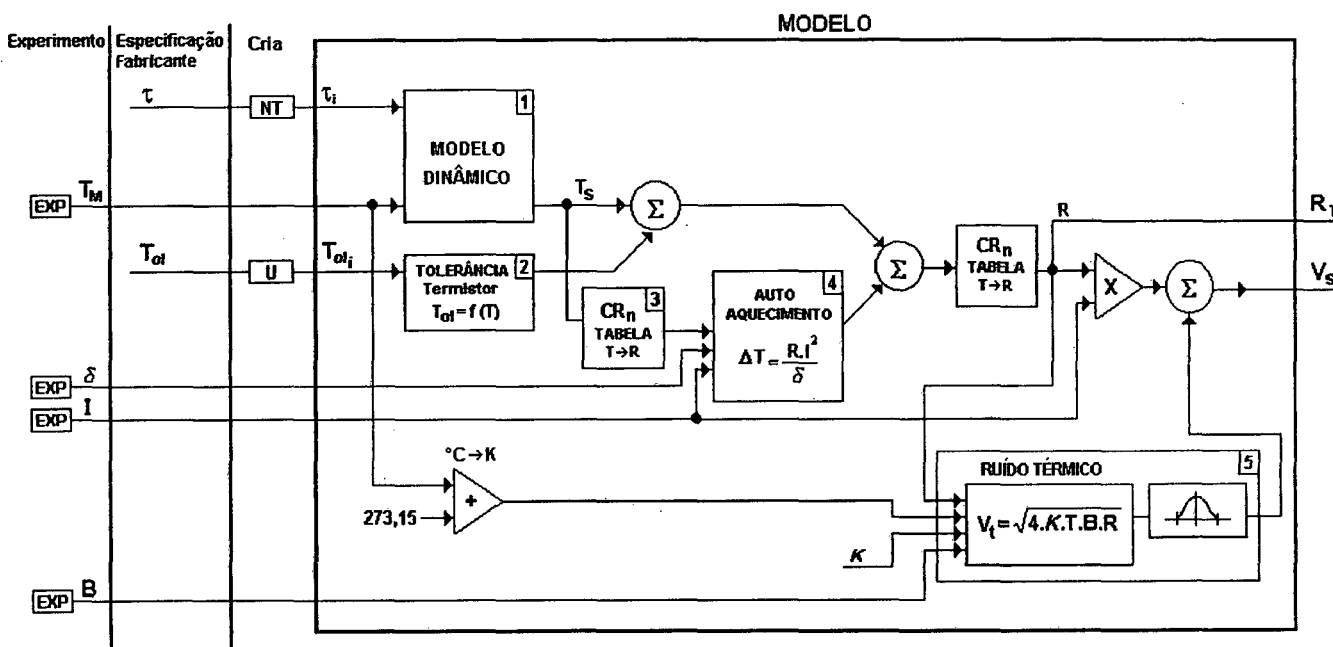 MODELO
Experimento
Especificação
Fabricante
Cria
τ
NT
τi
1
MODELO
DINÂMICO
EXP
TM
TS
Σ
Tol
U
Toli
TOLERÂNCIA
2
Termistor
Tol = f (T)
CRn
3
TABELA
T→R
AUTO
4
AQUECIMENTO
ΔT = R.I²/δ
Σ
CRn
TABELA
T→R
R
RT
X
Σ
VS
EXP
δ
EXP
I
°C→K
+
273,15
RUÍDO TÉRMICO
5
Vt = √4.K.T.B.R
K
EXP
B